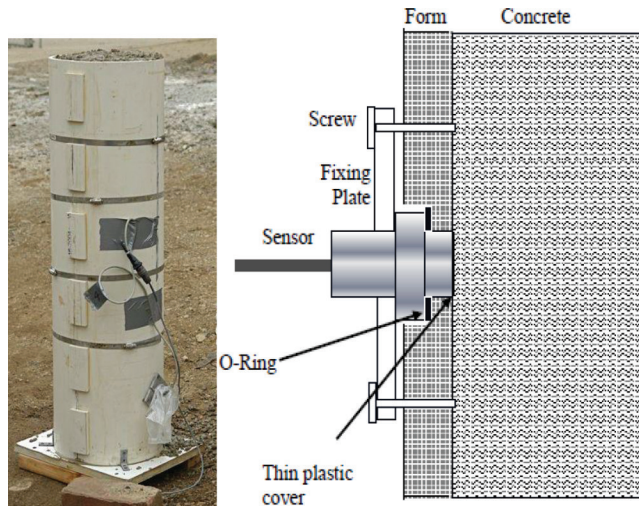 Form
Concrete
Screw
Fixing
Plate
Sensor
O-Ring
Thin plastic
cover